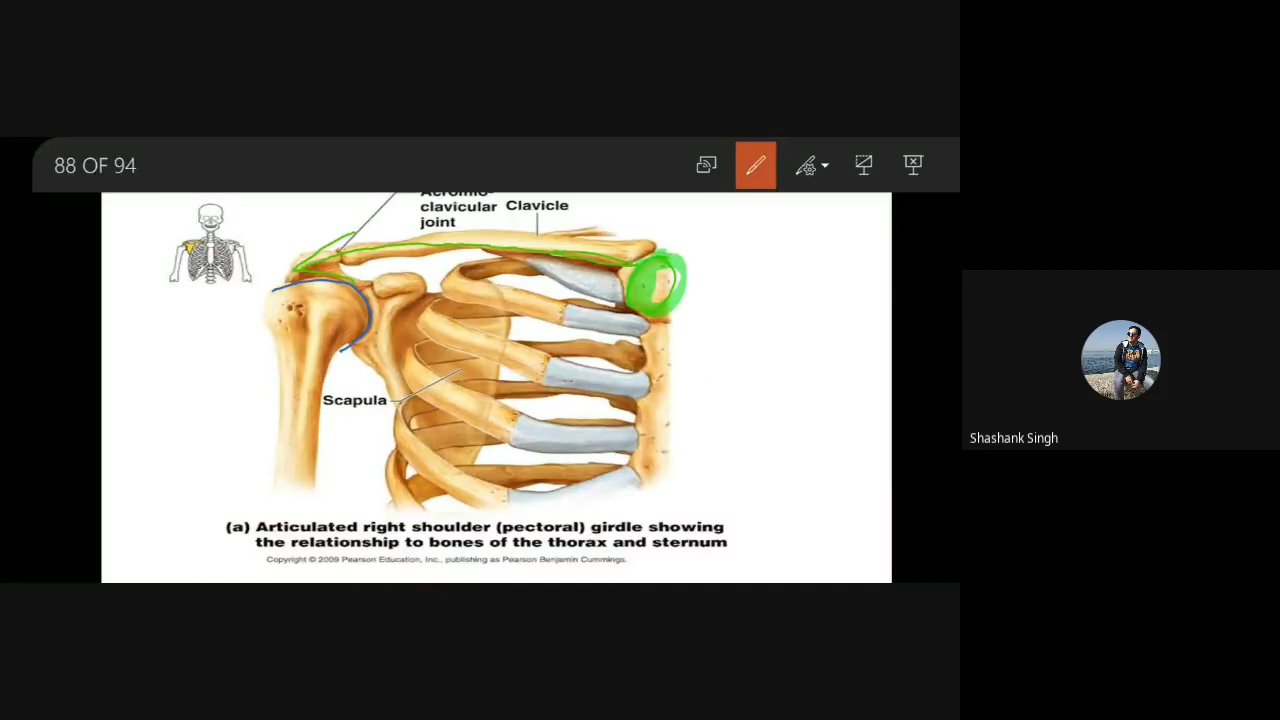 88 OF 94
Acromio-
clavicular
joint
Clavicle
Scapula
Shashank Singh
(a) Articulated right shoulder (pectoral) girdle showing
the relationship to bones of the thorax and sternum
Copyright © 2009 Pearson Education, Inc., publishing as Pearson Benjamin Cummings.